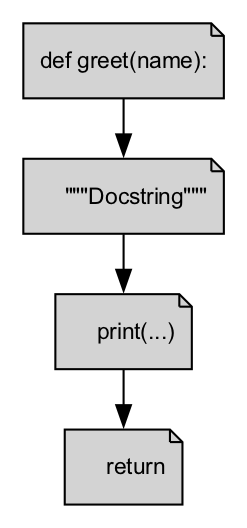 def greet(name):
"""Docstring"""
print(...)
return